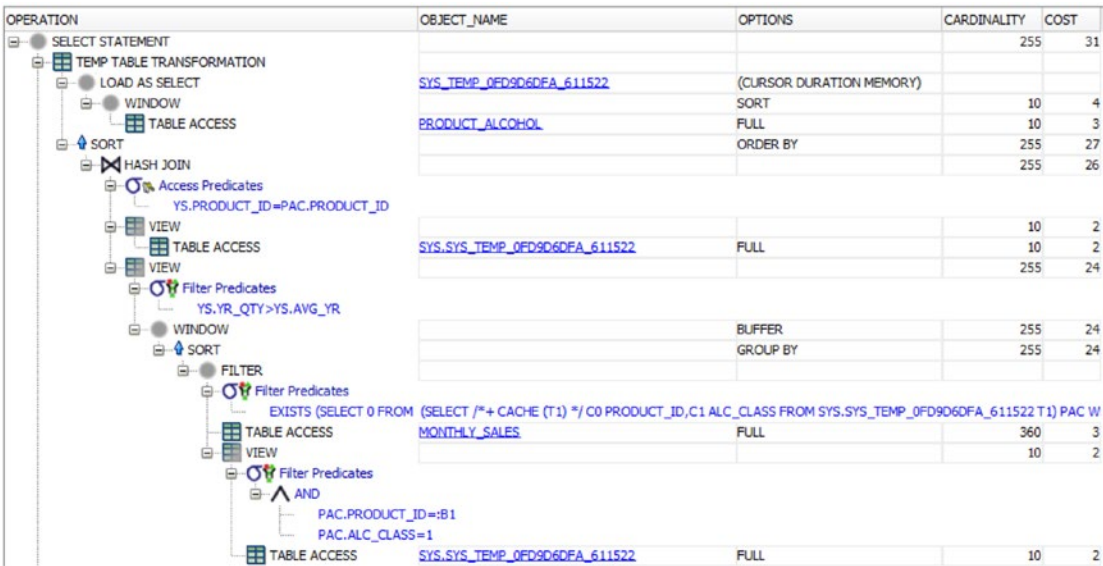 OPERATION OBJECT_NAME OPTIONS CARDINALITY COST
SELECT STATEMENT 255 31
TEMP TABLE TRANSFORMATION
LOAD AS SELECT SYS_TEMP_0FD9D6DFA_611522 (CURSOR DURATION MEMORY)
WINDOW SORT 10 4
TABLE ACCESS PRODUCT_ALCOHOL FULL 10 3
SORT ORDER BY 255 27
HASH JOIN 255 26
Access Predicates
YS.PRODUCT_ID=PAC.PRODUCT_ID
VIEW 10 2
TABLE ACCESS SYS.SYS_TEMP_0FD9D6DFA_611522 FULL 10 2
VIEW 255 24
Filter Predicates
YS.YR_QTY>YS.AVG_YR
WINDOW BUFFER 255 24
SORT GROUP BY 255 24
FILTER
Filter Predicates
EXISTS (SELECT 0 FROM (SELECT /*+ CACHE (T1) */ C0 PRODUCT_ID,C1 ALC_CLASS FROM SYS.SYS_TEMP_0FD9D6DFA_611522 T1) PAC W
TABLE ACCESS MONTHLY_SALES FULL 360 3
VIEW 10 2
Filter Predicates
AND
PAC.PRODUCT_ID=:B1
PAC.ALC_CLASS=1
TABLE ACCESS SYS.SYS_TEMP_0FD9D6DFA_611522 FULL 10 2